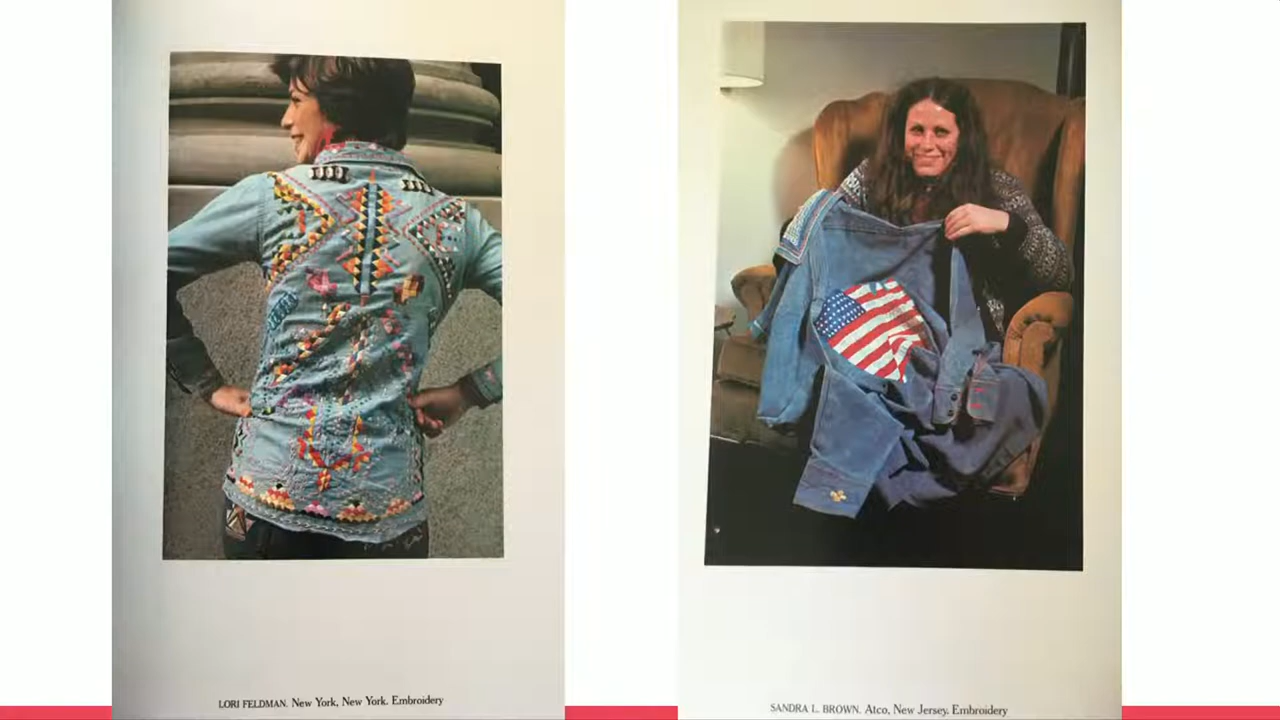 LORI FELDMAN. New York, New York. Embroidery
SANDRA L. BROWN. Atco, New Jersey. Embroidery